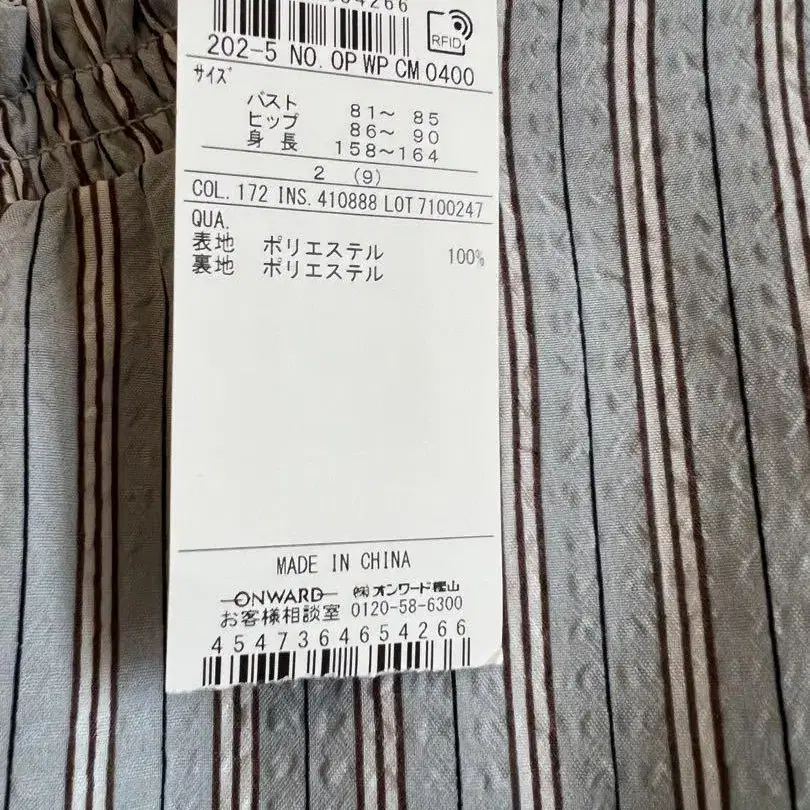 RFID
202-5 NO. OP WP CM 0400
サイズ
バスト 81〜 85
ヒップ 86〜 90
身 長 158〜164
2 (9)
COL. 172 INS. 410888 LOT 7100247
QUA.
表地 ポリエステル 100%
裏地 ポリエステル
MADE IN CHINA
ONWARD ㈱オンワード樫山
お客様相談室 0120-58-6300
4547364654266